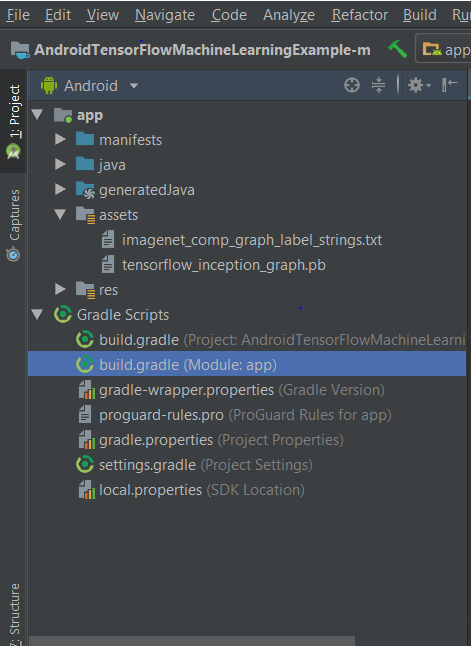 File Edit View Navigate Code Analyze Refactor Build
AndroidTensorFlowMachineLearningExample-m app
1: Project
Android
app
manifests
java
generatedJava
assets
imagenet_comp_graph_label_strings.txt
tensorflow_inception_graph.pb
res
Gradle Scripts
build.gradle (Project: AndroidTensorFlowMachineLearni
build.gradle (Module: app)
gradle-wrapper.properties (Gradle Version)
proguard-rules.pro (ProGuard Rules for app)
gradle.properties (Project Properties)
settings.gradle (Project Settings)
local.properties (SDK Location)
Captures
7: Structure